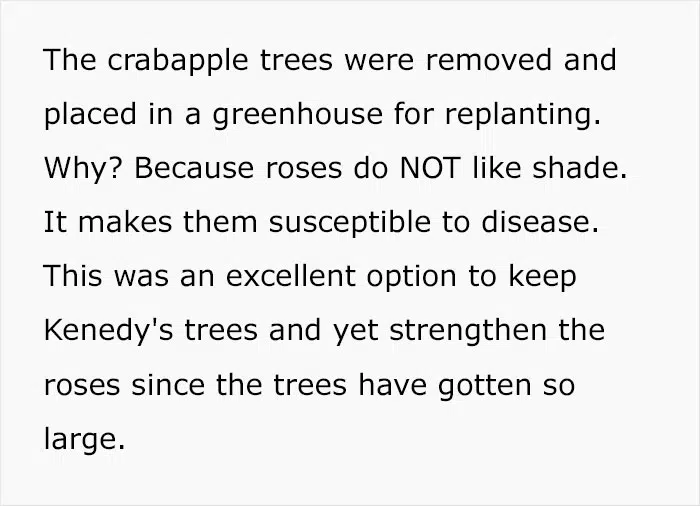 The crabapple trees were removed and
placed in a greenhouse for replanting.
Why? Because roses do NOT like shade.
It makes them susceptible to disease.
This was an excellent option to keep
Kenedy's trees and yet strengthen the
roses since the trees have gotten so
large.